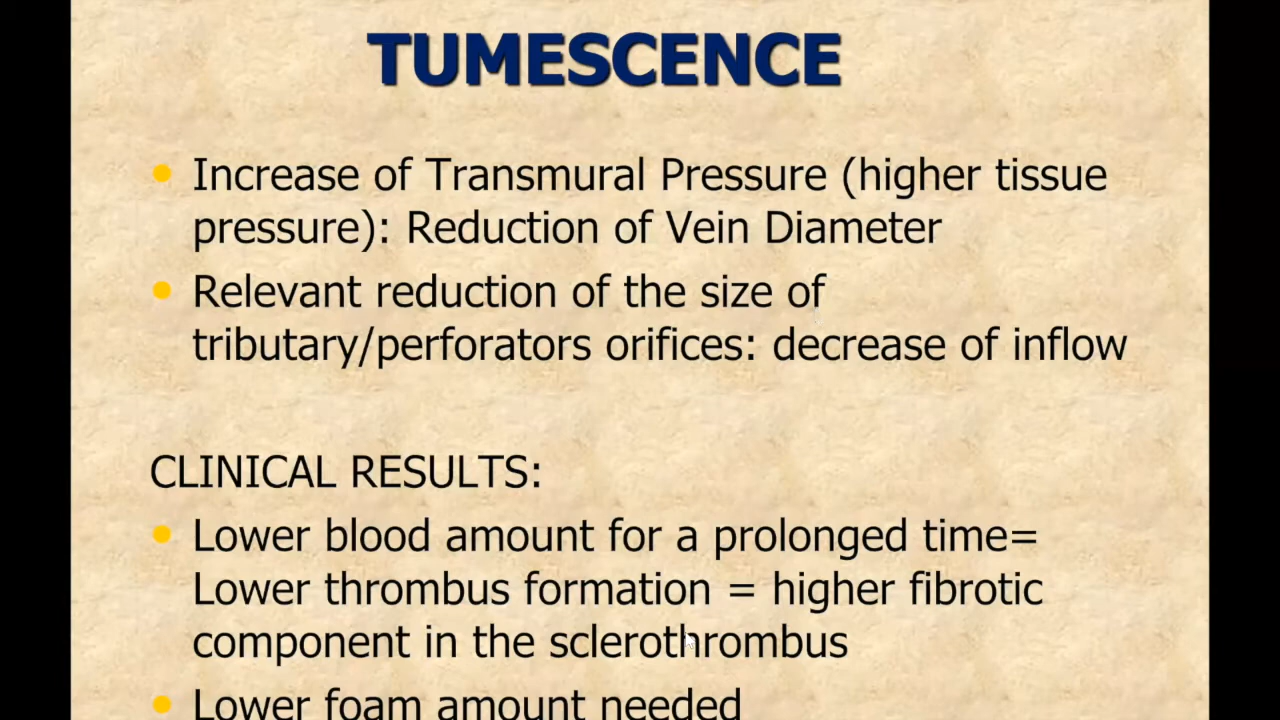 TUMESCENCE
• Increase of Transmural Pressure (higher tissue
pressure): Reduction of Vein Diameter
• Relevant reduction of the size of
tributary/perforators orifices: decrease of inflow
CLINICAL RESULTS:
• Lower blood amount for a prolonged time=
Lower thrombus formation = higher fibrotic
component in the sclerothrombus
• Lower foam amount needed